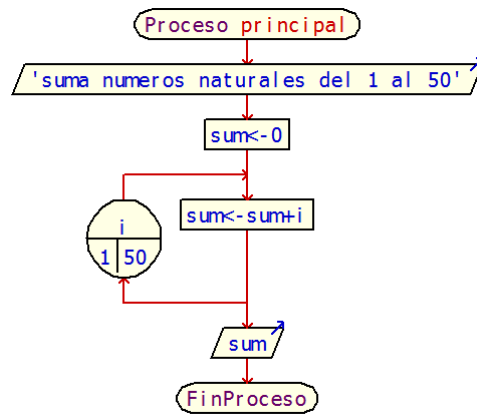 Proceso principal
'suma numeros naturales del 1 al 50'
sum<-0
sum<-sum+i
i
1 50
sum
FinProceso